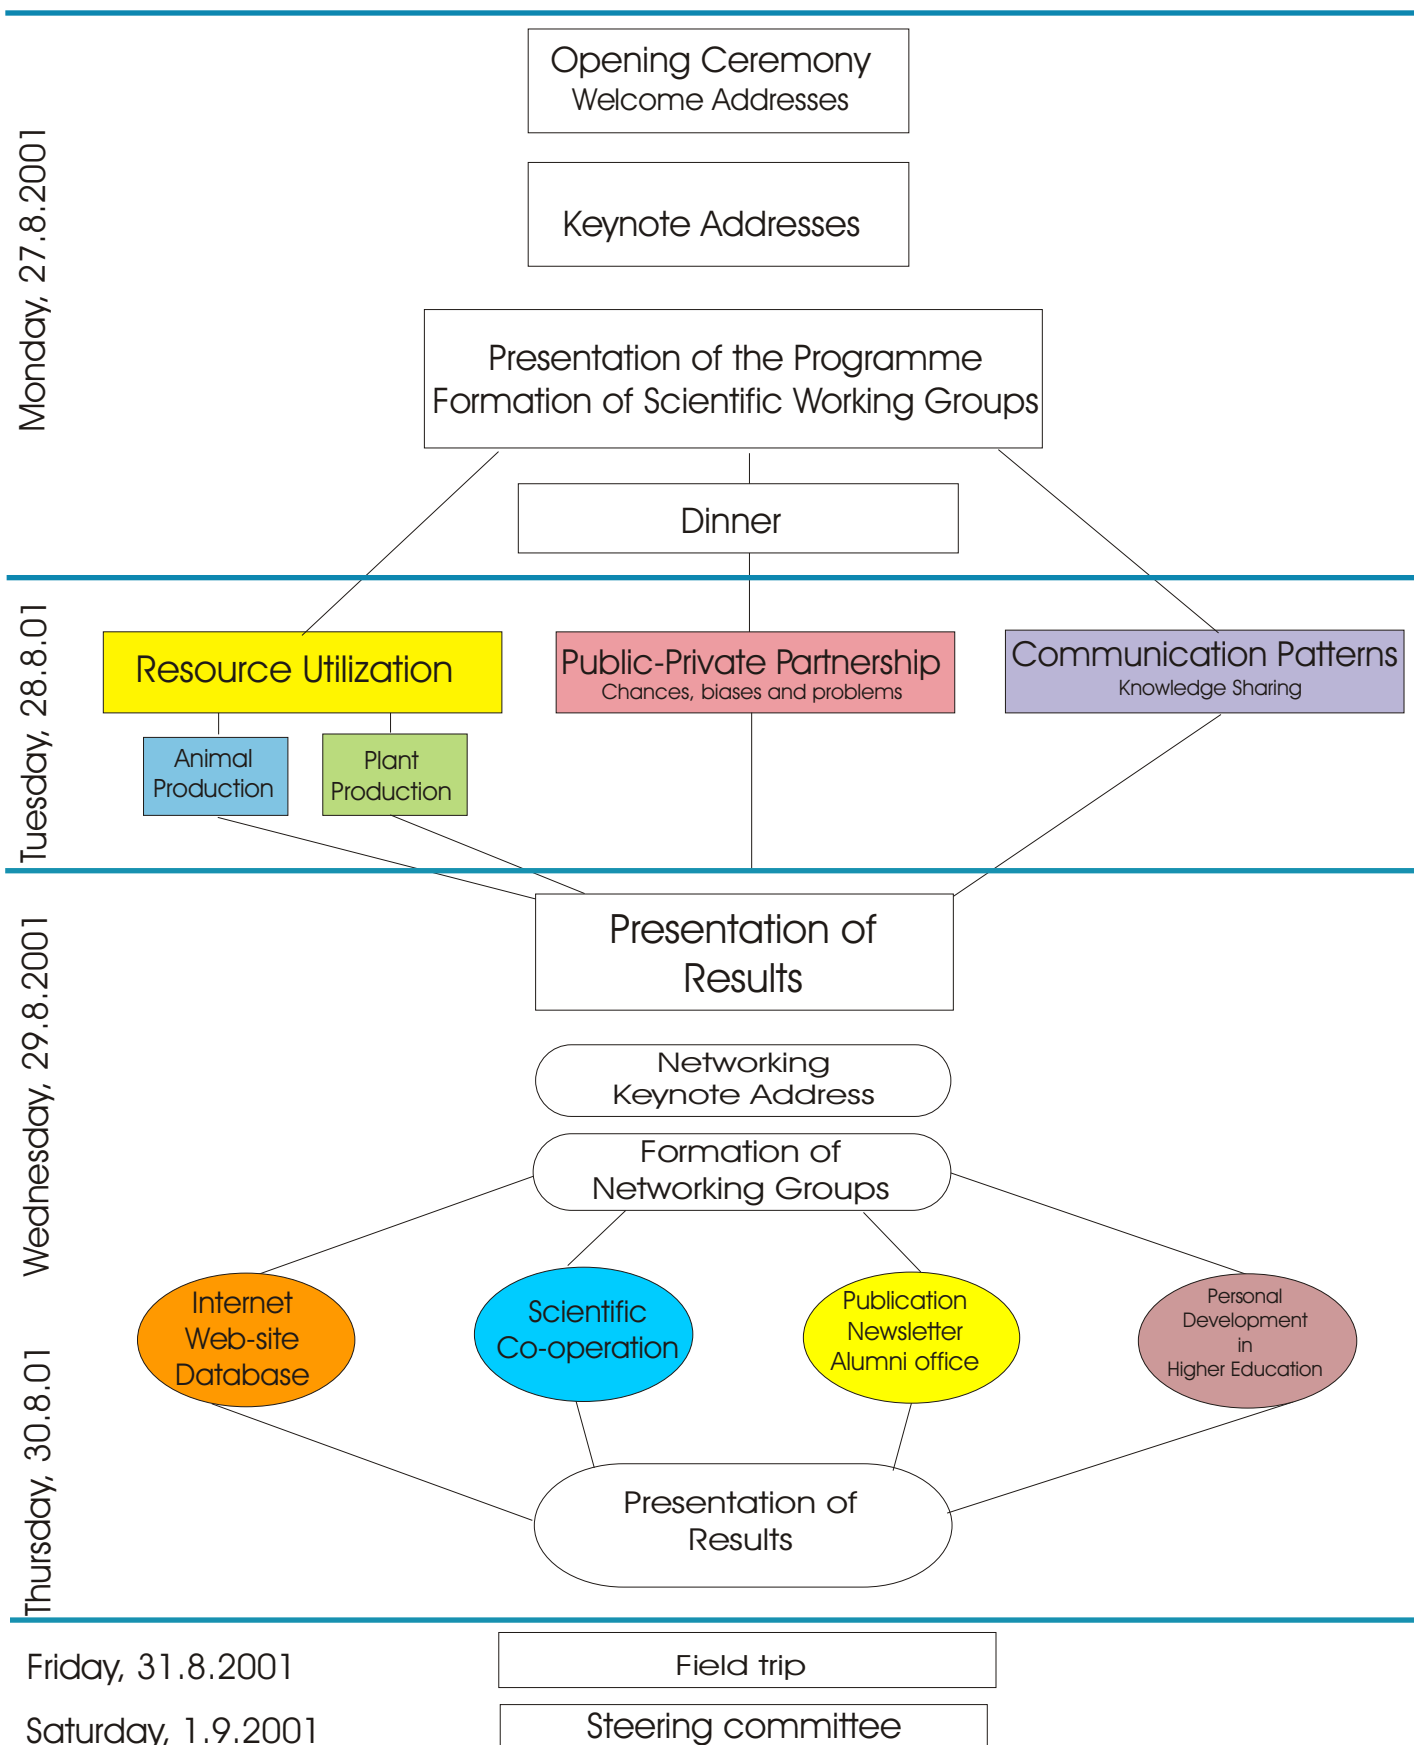 Monday, 27.8.2001
Opening Ceremony
Welcome Addresses
Keynote Addresses
Presentation of the Programme
Formation of Scientific Working Groups
Dinner
Tuesday, 28.8.01
Resource Utilization
Public-Private Partnership
Chances, biases and problems
Communication Patterns
Knowledge Sharing
Animal
Production
Plant
Production
Wednesday, 29.8.2001
Presentation of
Results
Networking
Keynote Address
Formation of
Networking Groups
Internet
Web-site
Database
Scientific
Co-operation
Publication
Newsletter
Alumni office
Personal
Development
in
Higher Education
Thursday, 30.8.01
Presentation of
Results
Friday, 31.8.2001
Field trip
Saturday, 1.9.2001
Steering committee